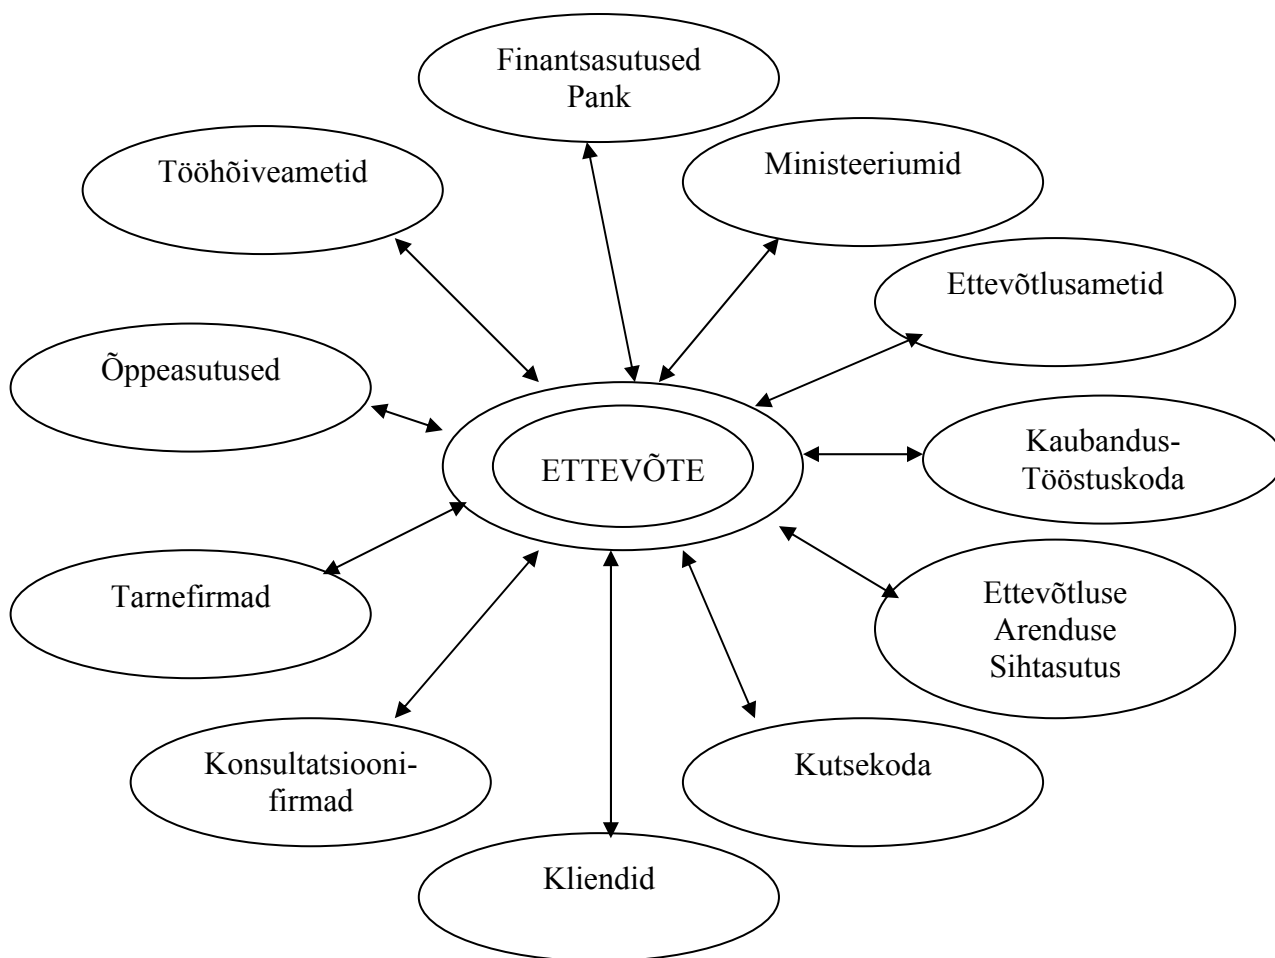 Finantsasutused
Pank
Tööhõiveametid
Ministeeriumid
Ettevõtlusametid
Õppeasutused
Kaubandus-
Tööstuskoda
ETTEVÕTE
Tarnefirmad
Ettevõtluse
Arenduse
Sihtasutus
Konsultatsiooni-
firmad
Kutsekoda
Kliendid